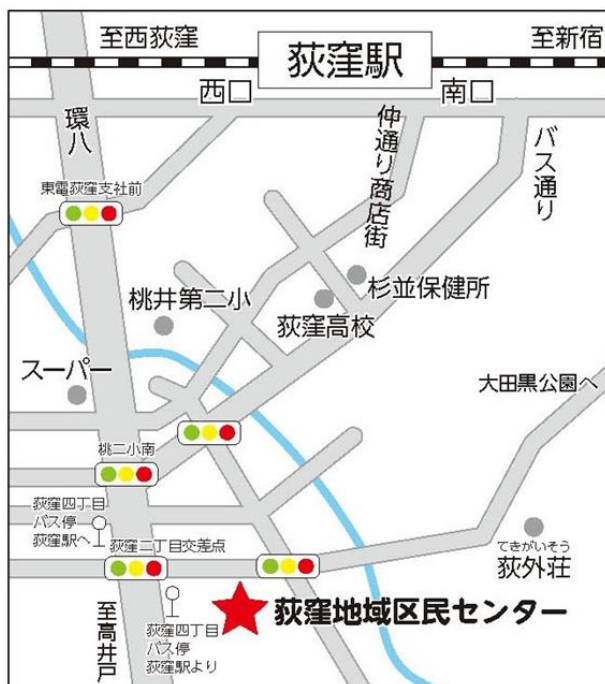 至西荻窪
荻窪駅
至新宿
西口
南口
環八
仲通り商店街
バス通り
東電荻窪支社前
杉並保健所
桃井第二小
荻窪高校
スーパー
大田黒公園へ
桃二小南
荻窪四丁目
バス停
荻窪駅へ
荻窪二丁目交差点
てきがいそう
荻外荘
至高井戸
荻窪地域区民センター
荻窪四丁目
バス停
荻窪駅より